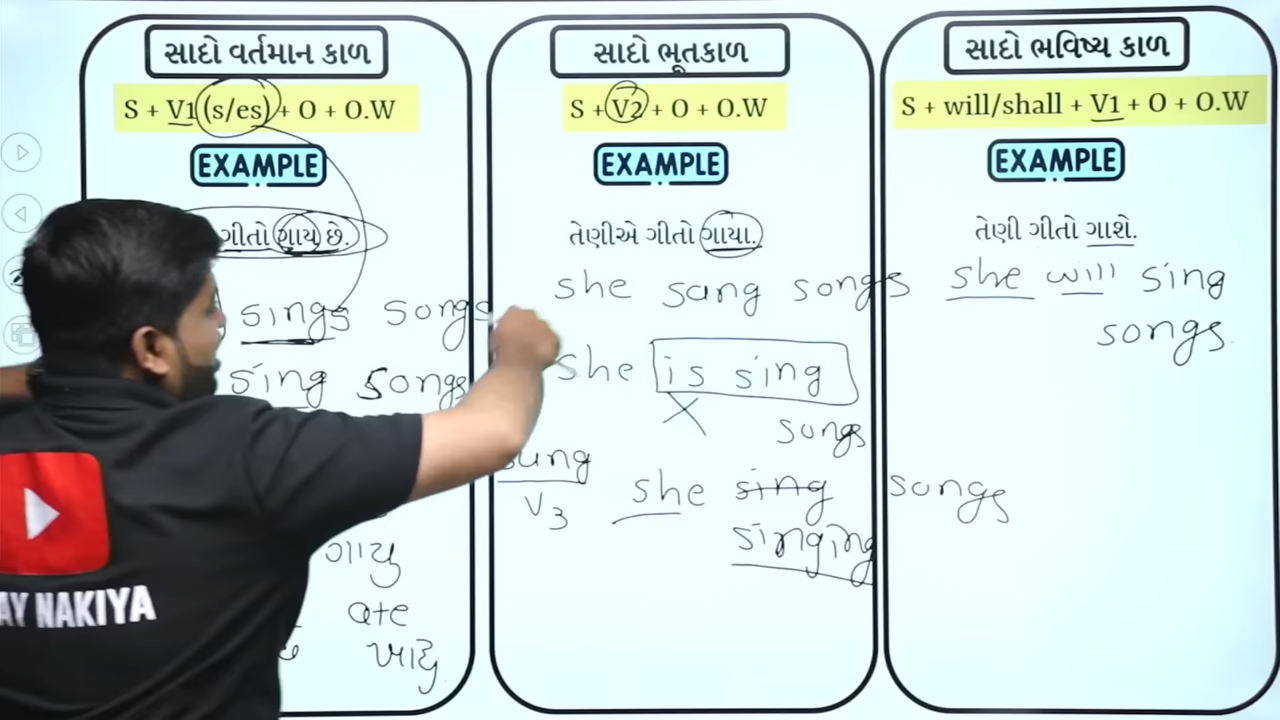 સાદો વર્તમાન કાળ
S + V1 (s/es) + O + O.W
EXAMPLE
ગીતો ગાય છે.
sings songs
sing songs
ગાયુ
ate
ખાધુ
AY NAKIYA
સાદો ભૂતકાળ
S + V2 + O + O.W
EXAMPLE
તેણીએ ગીતો ગાયા.
she sang songs
she is sing
songs
sung
V3
she sing songs
singing
સાદો ભવિષ્ય કાળ
S + will/shall + V1 + O + O.W
EXAMPLE
તેણી ગીતો ગાશે.
she will sing
songs.